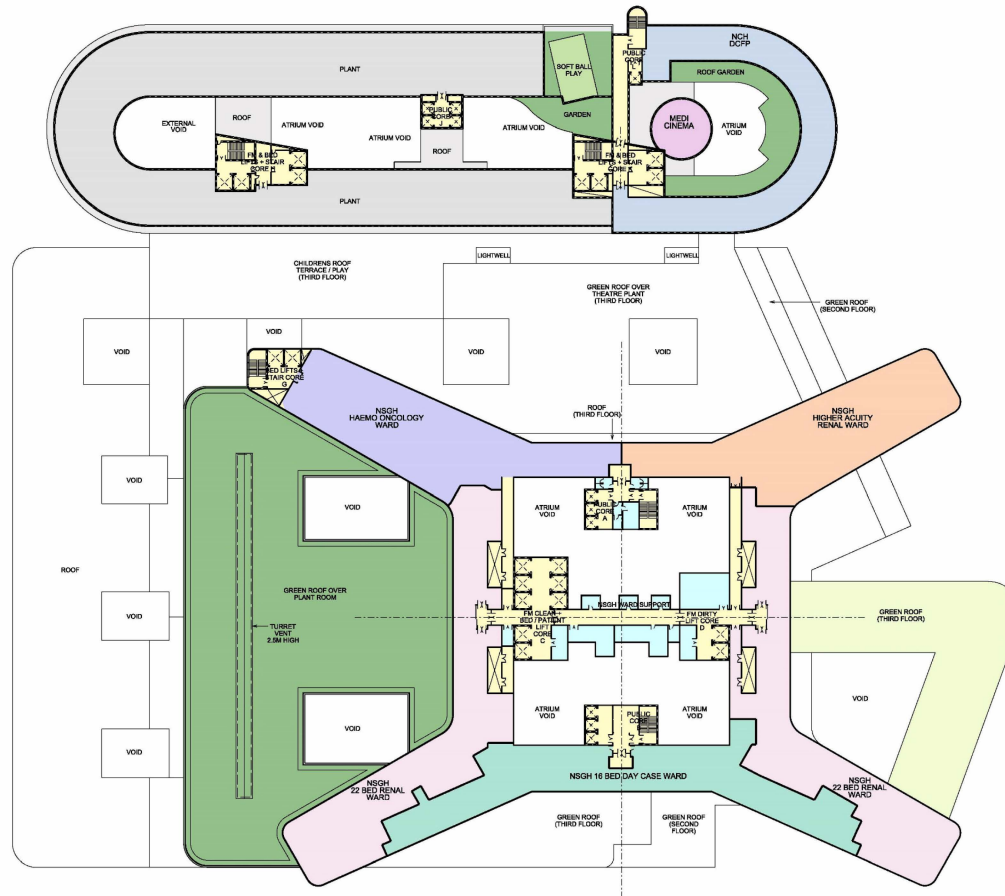 NCH
DCFP
PUBLIC
CORE
L
PLANT
SOFT BALL
PLAY
ROOF GARDEN
EXTERNAL
VOID
ROOF
ATRIUM VOID
ATRIUM VOID
PUBLIC
CORE
J
ATRIUM VOID
GARDEN
MEDI
CINEMA
ATRIUM
VOID
ROOF
FM & BED
LIFTS + STAIR
CORE H
FM & BED
LIFTS + STAIR
CORE K
PLANT
CHILDRENS ROOF
TERRACE / PLAY
(THIRD FLOOR)
LIGHTWELL
LIGHTWELL
GREEN ROOF OVER
THEATRE PLANT
(THIRD FLOOR)
GREEN ROOF
(SECOND FLOOR)
VOID
VOID
VOID
VOID
BED LIFTS&
STAIR CORE
G
NSGH
HAEMO ONCOLOGY
WARD
ROOF
(THIRD FLOOR)
NSGH
HIGHER ACUITY
RENAL WARD
VOID
VOID
ATRIUM
VOID
PUBLIC
CORE
A
ATRIUM
VOID
ROOF
GREEN ROOF OVER
PLANT ROOM
VOID
TURRET
VENT
2.5M HIGH
NSGH WARD SUPPORT
FM CLEAN
BED / PATIENT
LIFT
CORE
C
FM DIRTY
LIFT CORE
D
GREEN ROOF
(THIRD FLOOR)
VOID
VOID
VOID
ATRIUM
VOID
PUBLIC
CORE
ATRIUM
VOID
NSGH 16 BED DAY CASE WARD
NSGH
22 BED RENAL
WARD
NSGH
22 BED RENAL
WARD
GREEN ROOF
(THIRD FLOOR)
GREEN ROOF
(SECOND
FLOOR)